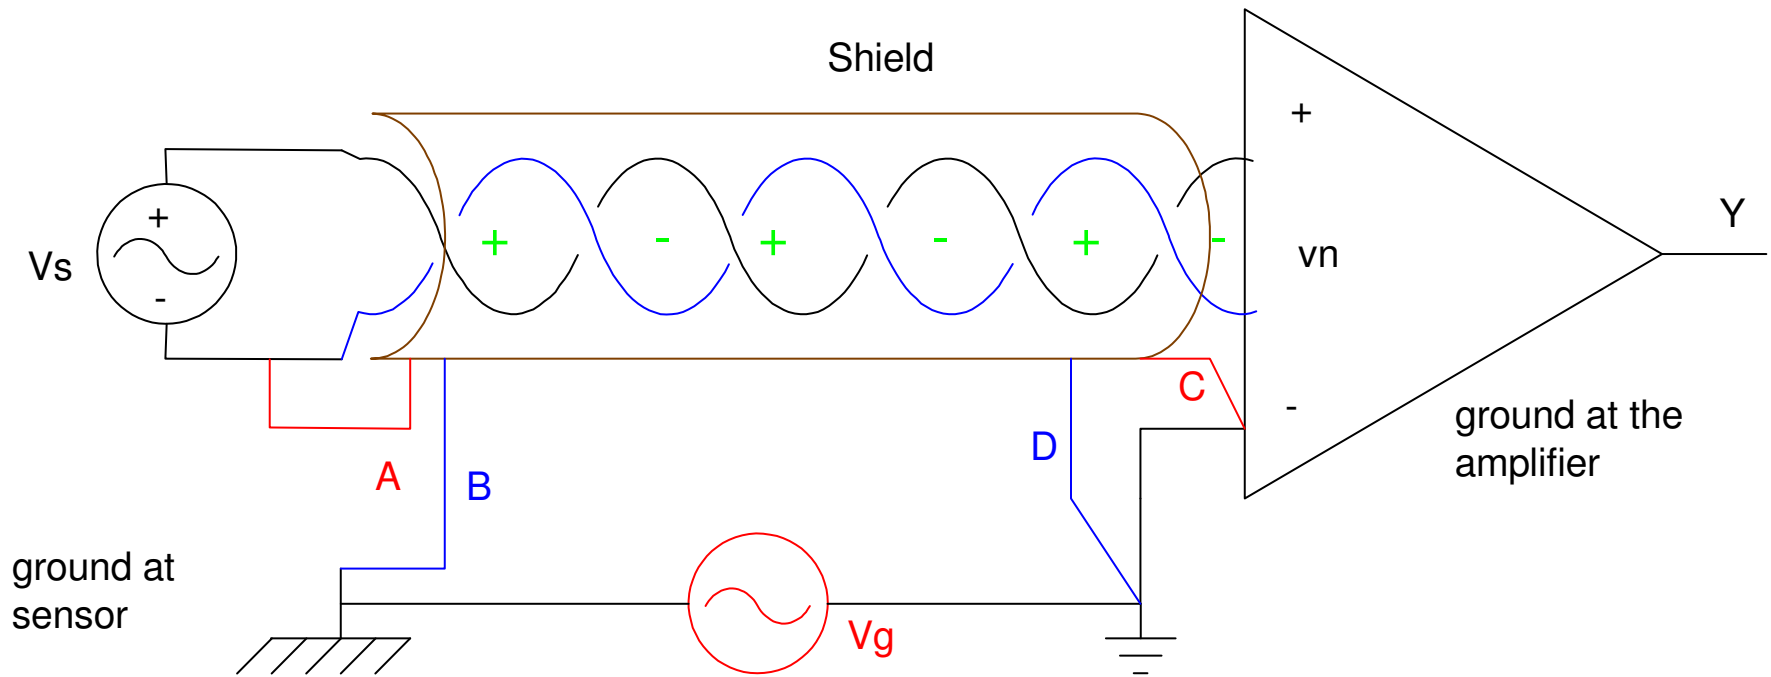 Shield
+
+
Y
+
-
+
-
+
-
Vs
vn
-
C
-
ground at the
amplifier
D
A
B
ground at
sensor
Vg